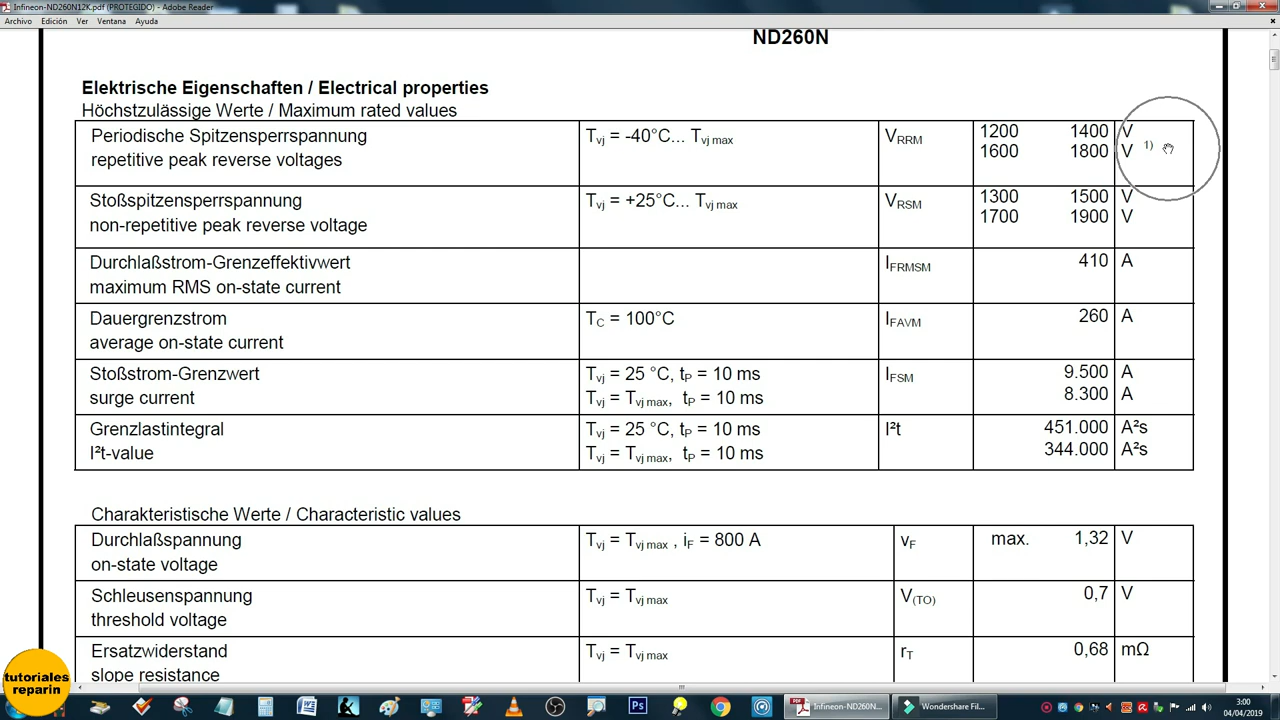 Infineon-ND260N12K.pdf (PROTEGIDO) - Adobe Reader
Archivo Edición Ver Ventana Ayuda
ND260N
Elektrische Eigenschaften / Electrical properties
Höchstzulässige Werte / Maximum rated values
Periodische Spitzensperrspannung Tvj = -40°C... Tvj max VRRM 1200 1400 V
repetitive peak reverse voltages 1600 1800 V 1)
Stoßspitzensperrspannung Tvj = +25°C... Tvj max VRSM 1300 1500 V
non-repetitive peak reverse voltage 1700 1900 V
Durchlaßstrom-Grenzeffektivwert IFRMSM 410 A
maximum RMS on-state current
Dauergrenzstrom TC = 100°C IFAVM 260 A
average on-state current
Stoßstrom-Grenzwert Tvj = 25 °C, tP = 10 ms IFSM 9.500 A
surge current Tvj = Tvj max, tP = 10 ms 8.300 A
Grenzlastintegral Tvj = 25 °C, tP = 10 ms I²t 451.000 A²s
I²t-value Tvj = Tvj max, tP = 10 ms 344.000 A²s
Charakteristische Werte / Characteristic values
Durchlaßspannung Tvj = Tvj max , iF = 800 A vF max. 1,32 V
on-state voltage
Schleusenspannung Tvj = Tvj max V(TO) 0,7 V
threshold voltage
Ersatzwiderstand Tvj = Tvj max rT 0,68 mΩ
slope resistance
tutoriales
reparin
Infineon-ND260N...
Wondershare Fil...
3:00
04/04/2019